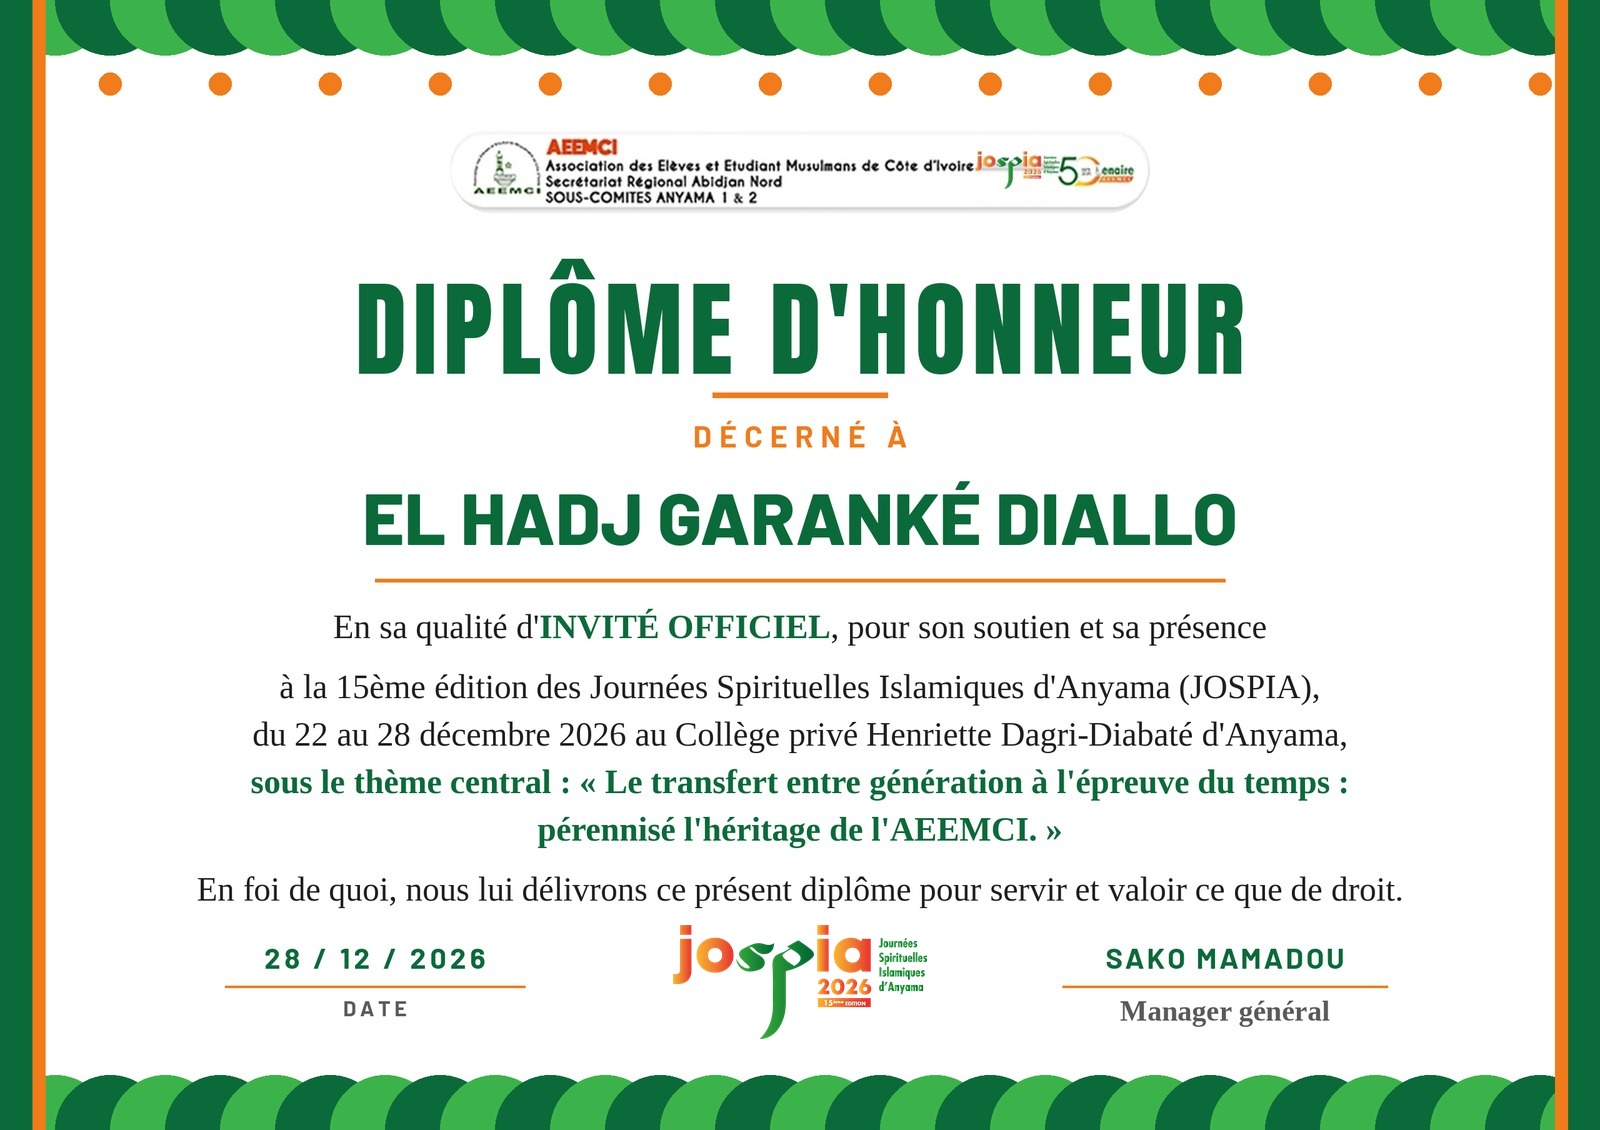 AEEMCI
Association des Elèves et Etudiant Musulmans de Côte d'Ivoire
Secrétariat Régional Abidjan Nord
SOUS-COMITES ANYAMA 1 & 2
AEEMCI
jospia
2026
50enaire
DIPLÔME D'HONNEUR
DÉCERNÉ À
EL HADJ GARANKÉ DIALLO
En sa qualité d'INVITÉ OFFICIEL, pour son soutien et sa présence
à la 15ème édition des Journées Spirituelles Islamiques d'Anyama (JOSPIA),
du 22 au 28 décembre 2026 au Collège privé Henriette Dagri-Diabaté d'Anyama,
sous le thème central : « Le transfert entre génération à l'épreuve du temps :
pérennisé l'héritage de l'AEEMCI. »
En foi de quoi, nous lui délivrons ce présent diplôme pour servir et valoir ce que de droit.
28 / 12 / 2026
DATE
jospia
2026
15ème EDITION
Journées
Spirituelles
Islamiques
d'Anyama
SAKO MAMADOU
Manager général